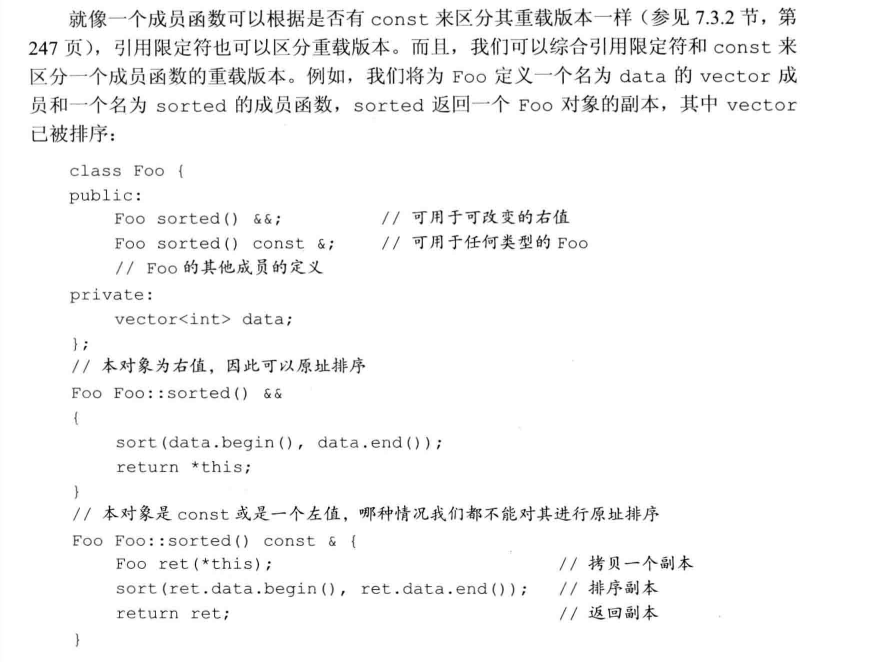 就像一个成员函数可以根据是否有 const 来区分其重载版本一样（参见 7.3.2 节，第
247 页），引用限定符也可以区分重载版本。而且，我们可以综合引用限定符和 const 来
区分一个成员函数的重载版本。例如，我们将为 Foo 定义一个名为 data 的 vector 成
员和一个名为 sorted 的成员函数，sorted 返回一个 Foo 对象的副本，其中 vector
已被排序：
class Foo {
public:
    Foo sorted() &&;          // 可用于可改变的右值
    Foo sorted() const &;     // 可用于任何类型的 Foo
    // Foo 的其他成员的定义
private:
    vector<int> data;
};
// 本对象为右值，因此可以原址排序
Foo Foo::sorted() &&
{
    sort(data.begin(), data.end());
    return *this;
}
// 本对象是 const 或是一个左值，哪种情况我们都不能对其进行原址排序
Foo Foo::sorted() const & {
    Foo ret(*this);                          // 拷贝一个副本
    sort(ret.data.begin(), ret.data.end());  // 排序副本
    return ret;                              // 返回副本
}